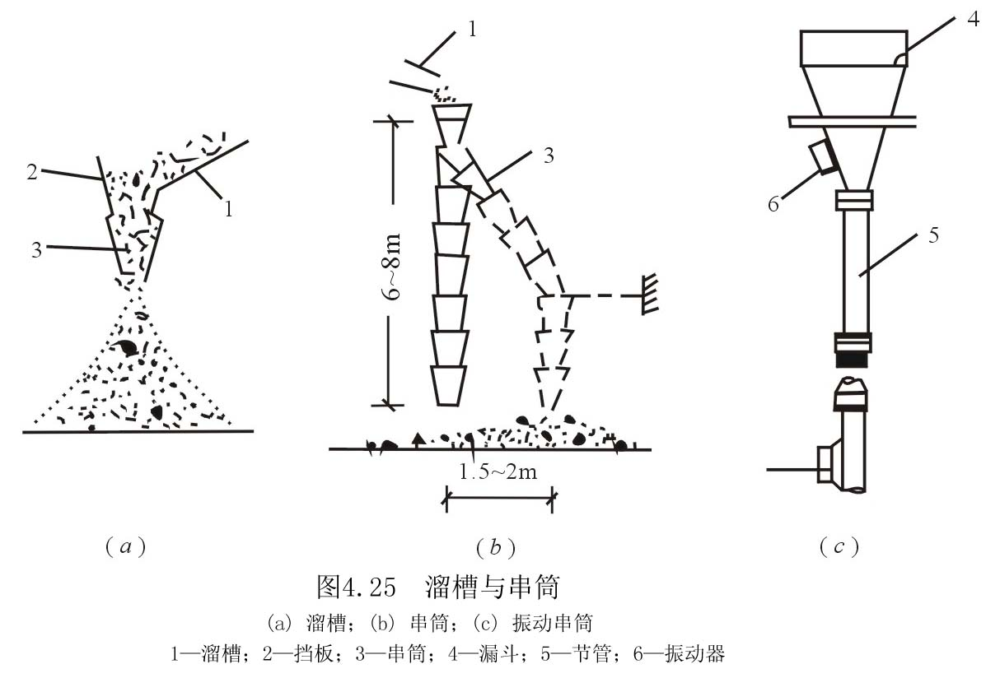 1
4
2
1
3
3
6~8m
6
5
1.5~2m
(a)
(b)
(c)
图4.25 溜槽与串筒
(a) 溜槽；(b) 串筒；(c) 振动串筒
1—溜槽；2—挡板；3—串筒；4—漏斗；5—节管；6—振动器